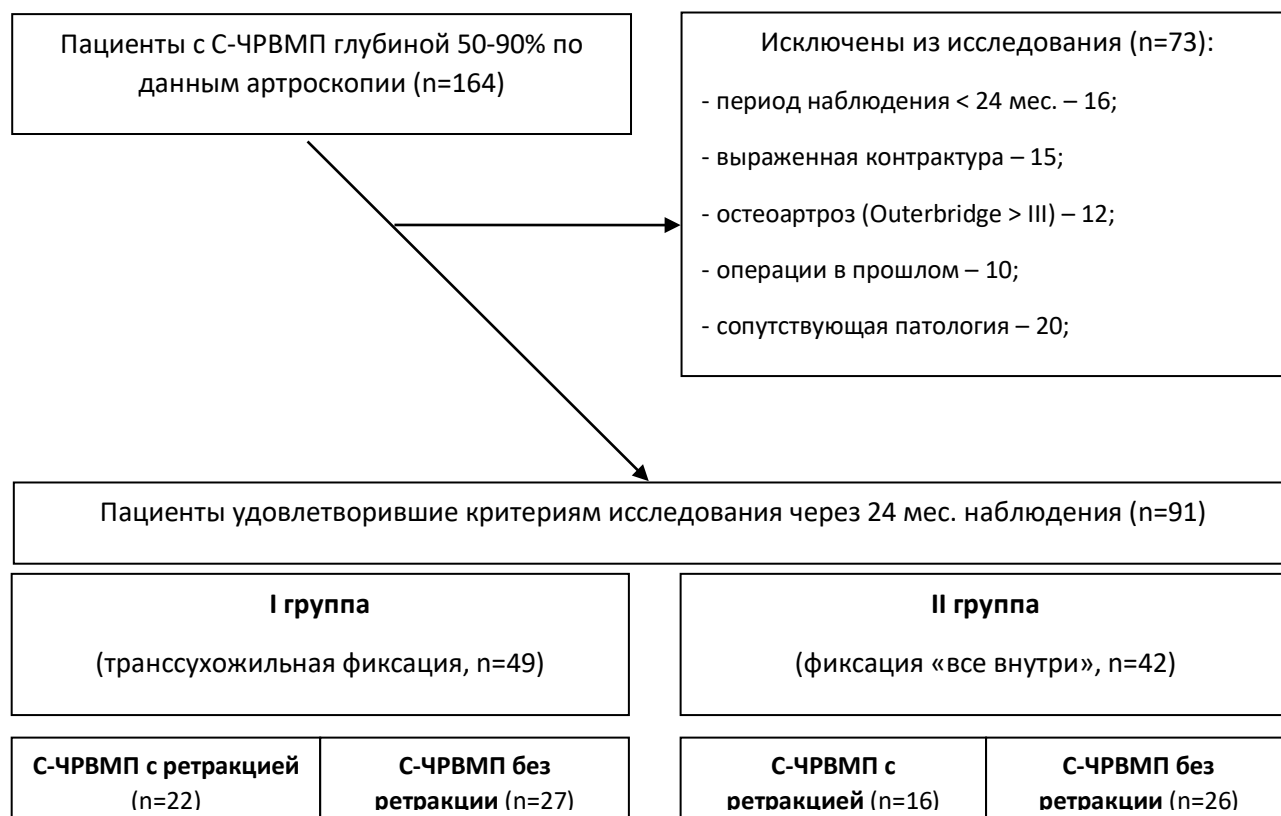 Пациенты с С-ЧРВМП глубиной 50-90% по
данным артроскопии (n=164)
Исключены из исследования (n=73):
- период наблюдения < 24 мес. – 16;
- выраженная контрактура – 15;
- остеоартроз (Outerbridge > III) – 12;
- операции в прошлом – 10;
- сопутствующая патология – 20;
Пациенты удовлетворившие критериям исследования через 24 мес. наблюдения (n=91)
I группа
(транссухожильная фиксация, n=49)
II группа
(фиксация «все внутри», n=42)
С-ЧРВМП с ретракцией
(n=22)
С-ЧРВМП без
ретракции (n=27)
С-ЧРВМП с
ретракцией (n=16)
С-ЧРВМП без
ретракции (n=26)